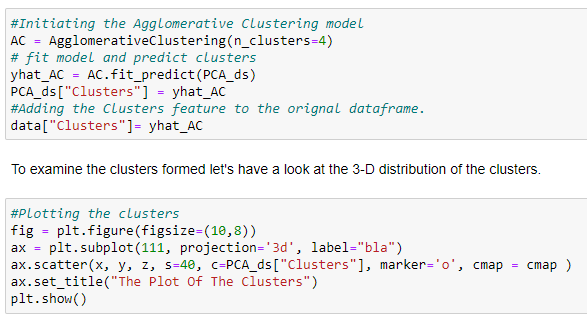 #Initiating the Agglomerative Clustering model
AC = AgglomerativeClustering(n_clusters=4)
# fit model and predict clusters
yhat_AC = AC.fit_predict(PCA_ds)
PCA_ds["Clusters"] = yhat_AC
#Adding the Clusters feature to the orignal dataframe.
data["Clusters"]= yhat_AC
To examine the clusters formed let's have a look at the 3-D distribution of the clusters.
#Plotting the clusters
fig = plt.figure(figsize=(10,8))
ax = plt.subplot(111, projection='3d', label="bla")
ax.scatter(x, y, z, s=40, c=PCA_ds["Clusters"], marker='o', cmap = cmap )
ax.set_title("The Plot Of The Clusters")
plt.show()